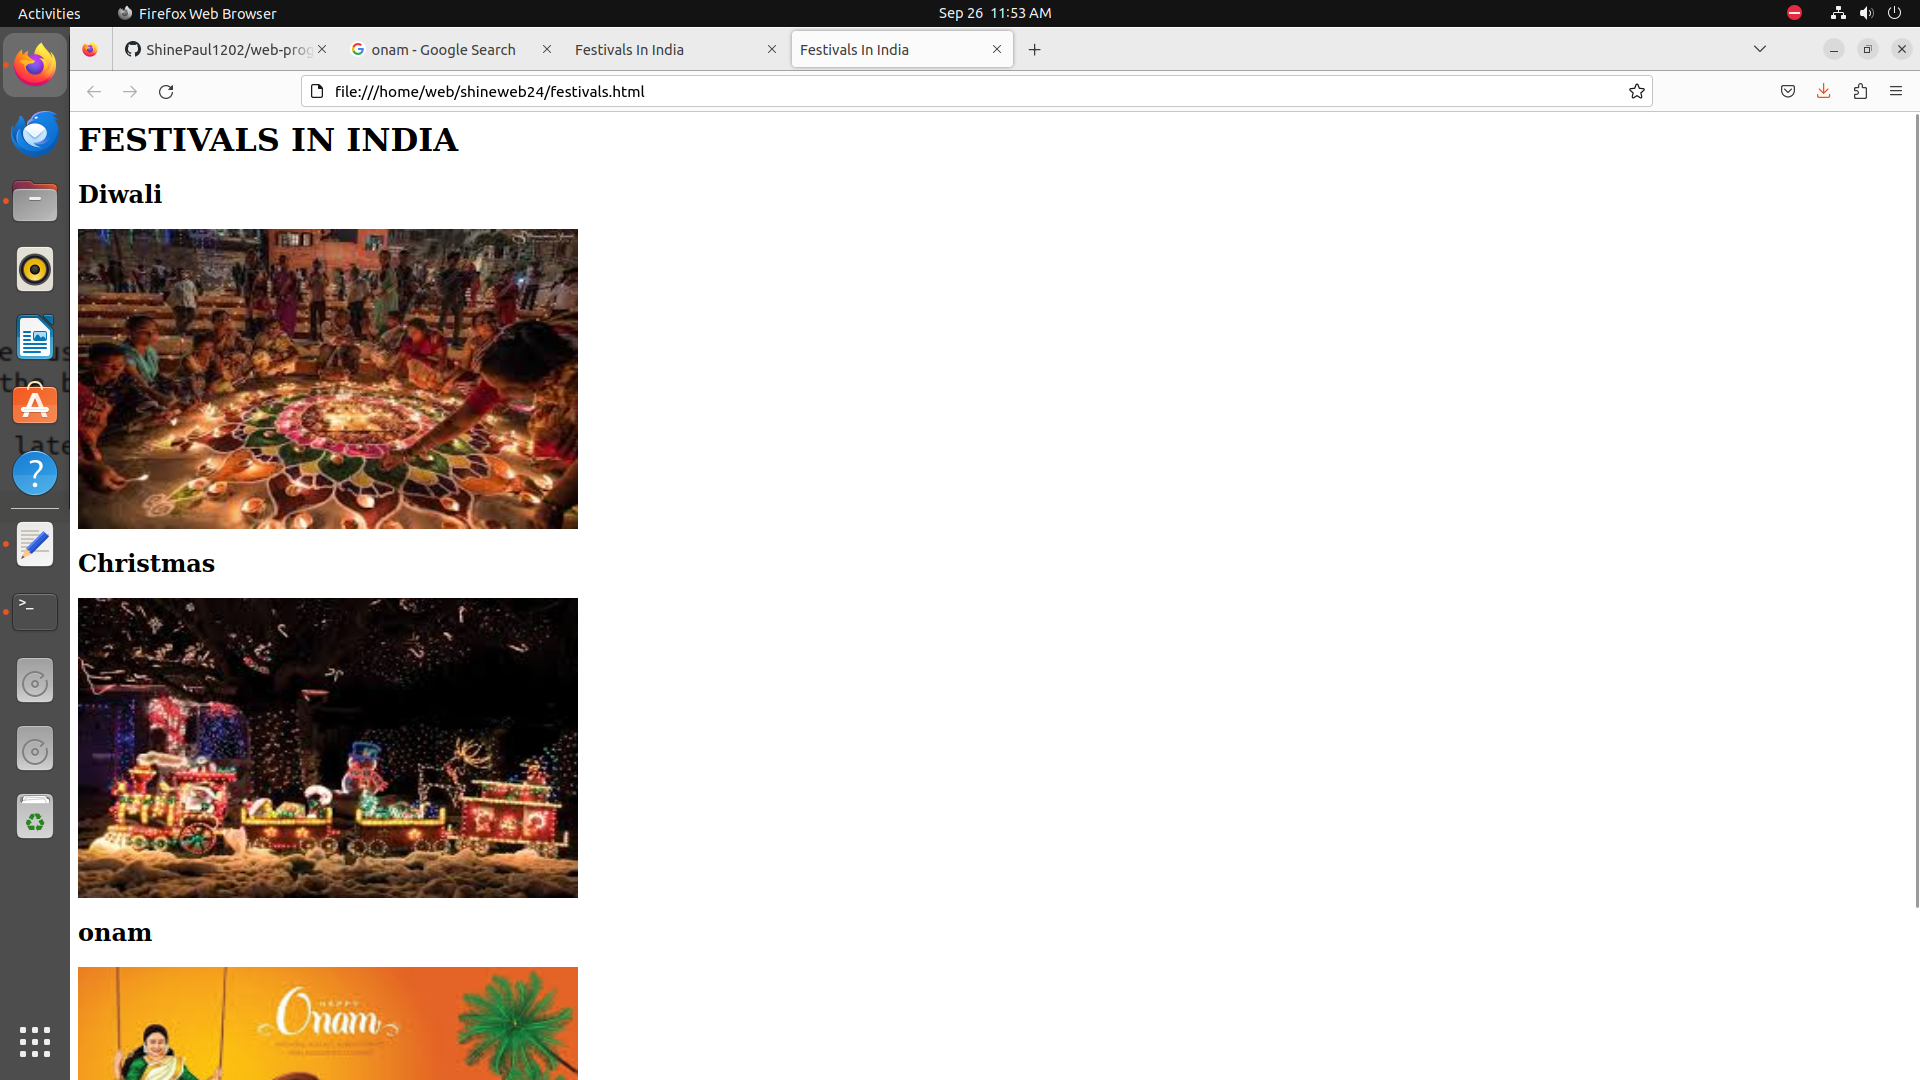 Activities Firefox Web Browser Sep 26 11:53 AM
ShinePaul1202/web-prog onam - Google Search Festivals In India Festivals In India
file:///home/web/shineweb24/festivals.html
FESTIVALS IN INDIA
Diwali
Christmas
onam
HAPPY
Onam